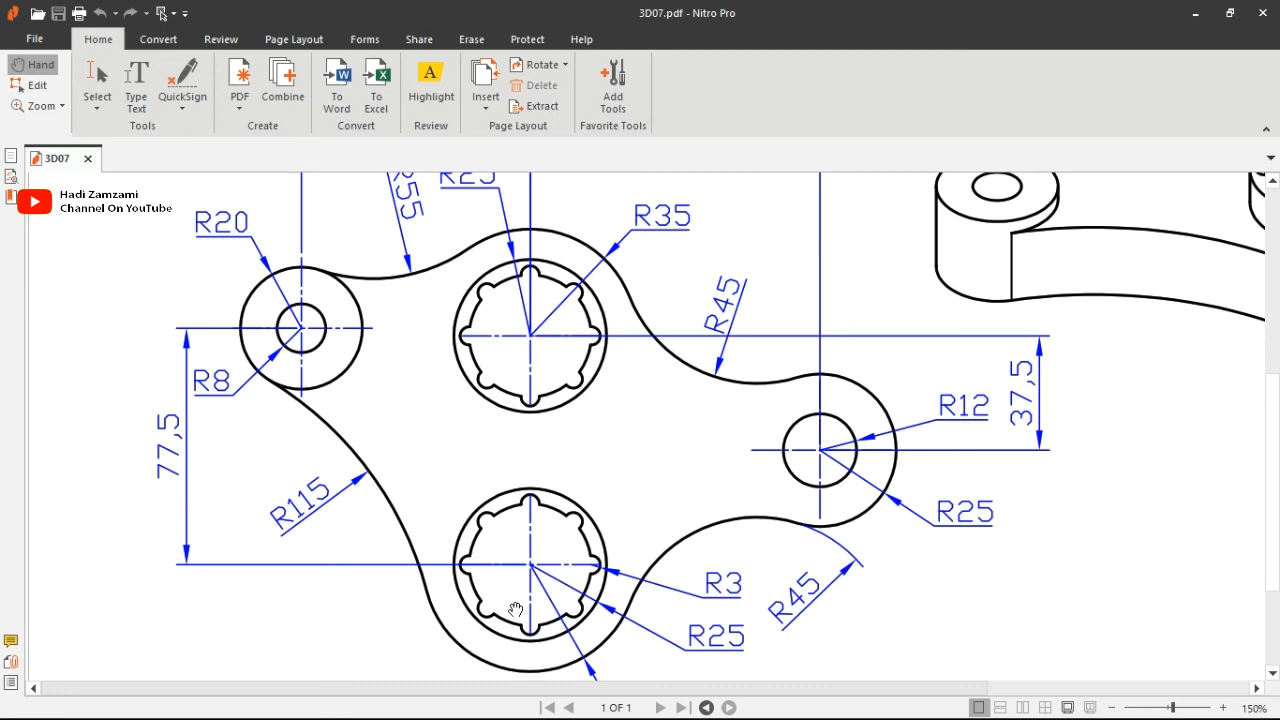 3D07.pdf - Nitro Pro
File
Home
Convert
Review
Page Layout
Forms
Share
Erase
Protect
Help
Hand
Edit
Zoom
Select
Type
Text
QuickSign
Tools
PDF
Combine
Create
To
Word
To
Excel
Convert
A
Highlight
Review
Insert
Rotate
Delete
Extract
Page Layout
Add
Tools
Favorite Tools
3D07
Hadi Zamzami
Channel On YouTube
R55
R25
R20
R35
R45
R8
R12
37,5
77,5
R115
R25
R3
R45
R25
1 OF 1
150%